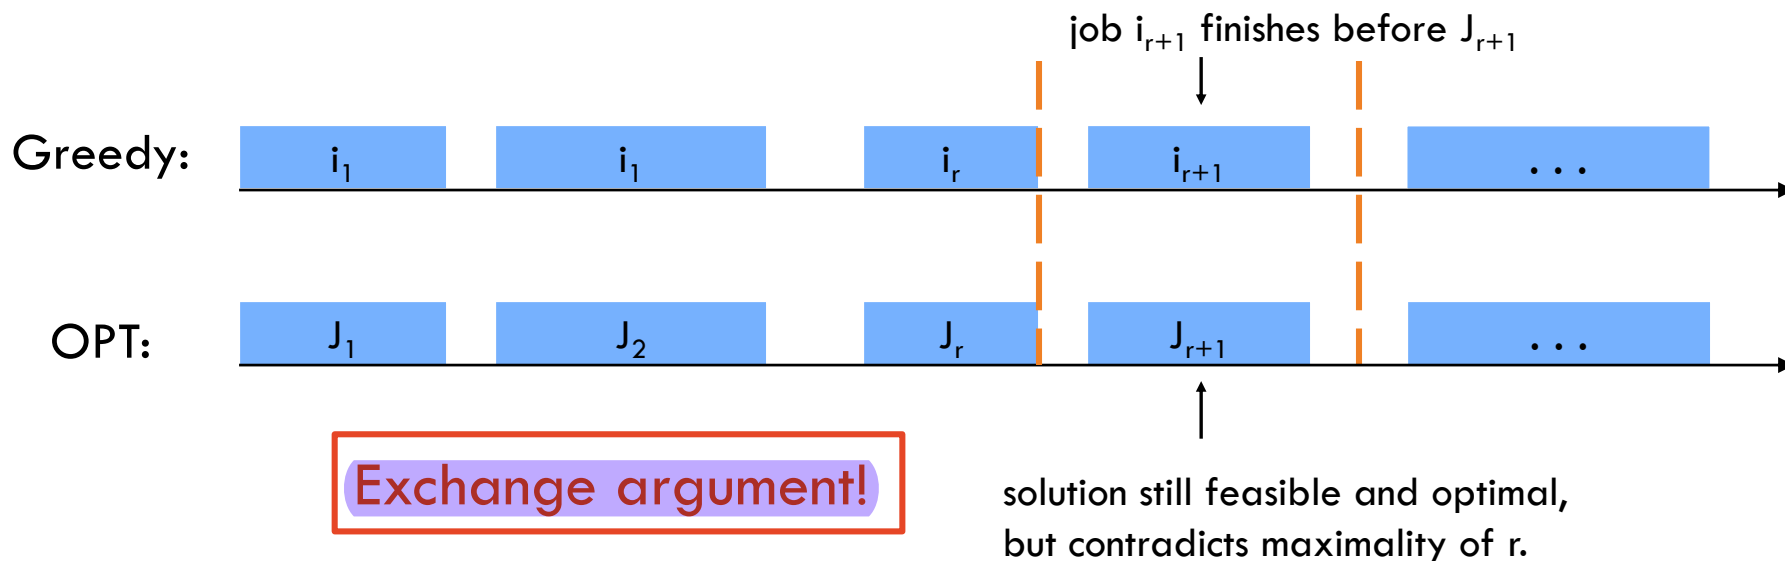 job i_{r+1} finishes before J_{r+1}
Greedy: i_1 i_1 i_r i_{r+1} . . .
OPT: J_1 J_2 J_r J_{r+1} . . .
Exchange argument!
solution still feasible and optimal,
but contradicts maximality of r.